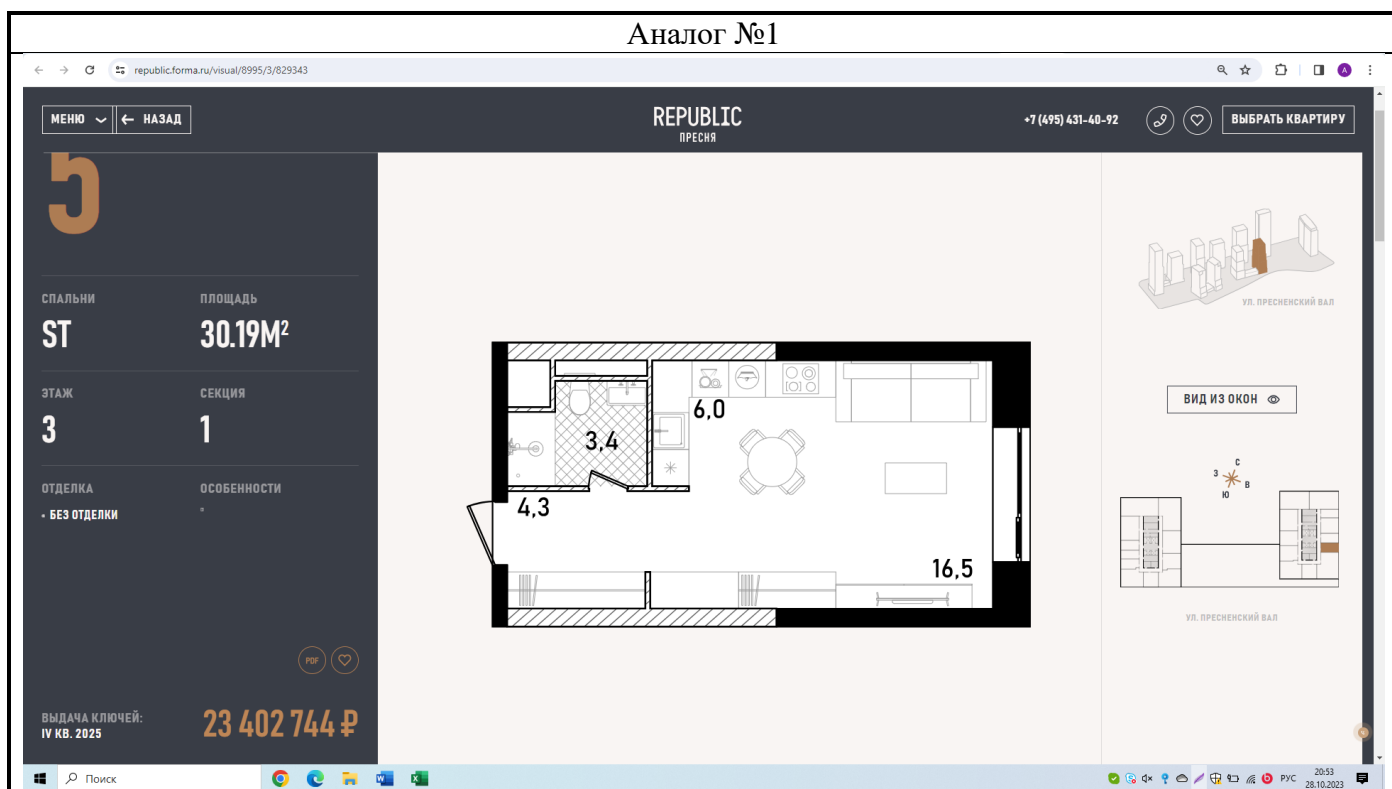 Аналог №1
republic.forma.ru/visual/8995/3/829343
МЕНЮ
НАЗАД
REPUBLIC
ПРЕСНЯ
+7 (495) 431-40-92
ВЫБРАТЬ КВАРТИРУ
5
СПАЛЬНИ
ПЛОЩАДЬ
ST
30.19М²
ЭТАЖ
СЕКЦИЯ
3
1
ОТДЕЛКА
ОСОБЕННОСТИ
• БЕЗ ОТДЕЛКИ
PDF
ВЫДАЧА КЛЮЧЕЙ:
IV КВ. 2025
23 402 744 ₽
6,0
3,4
4,3
16,5
УЛ. ПРЕСНЕНСКИЙ ВАЛ
ВИД ИЗ ОКОН
С
З
В
Ю
УЛ. ПРЕСНЕНСКИЙ ВАЛ
Поиск
РУС
20:53
28.10.2023